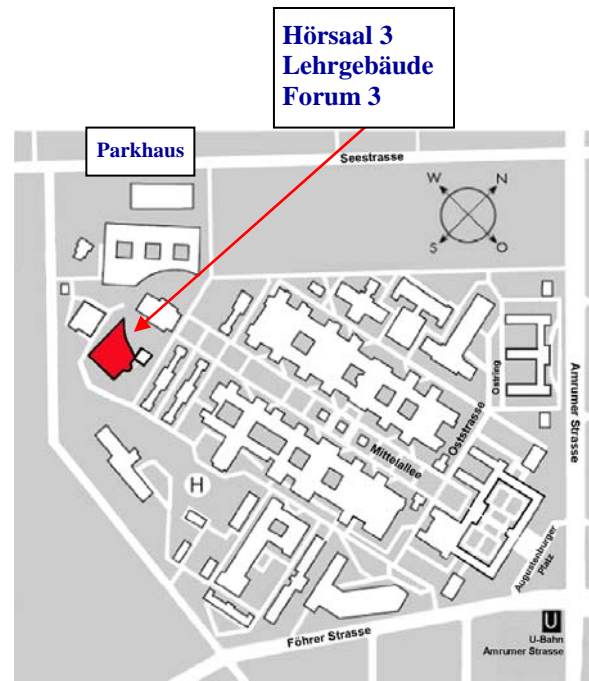 Hörsaal 3
Lehrgebäude
Forum 3
Parkhaus
Seestrasse
W
N
S
O
Ostring
Amrumer Strasse
Oststrasse
Mittelallee
H
Augustenburger
Platz
Föhrer Strasse
U
U-Bahn
Amrumer Strasse